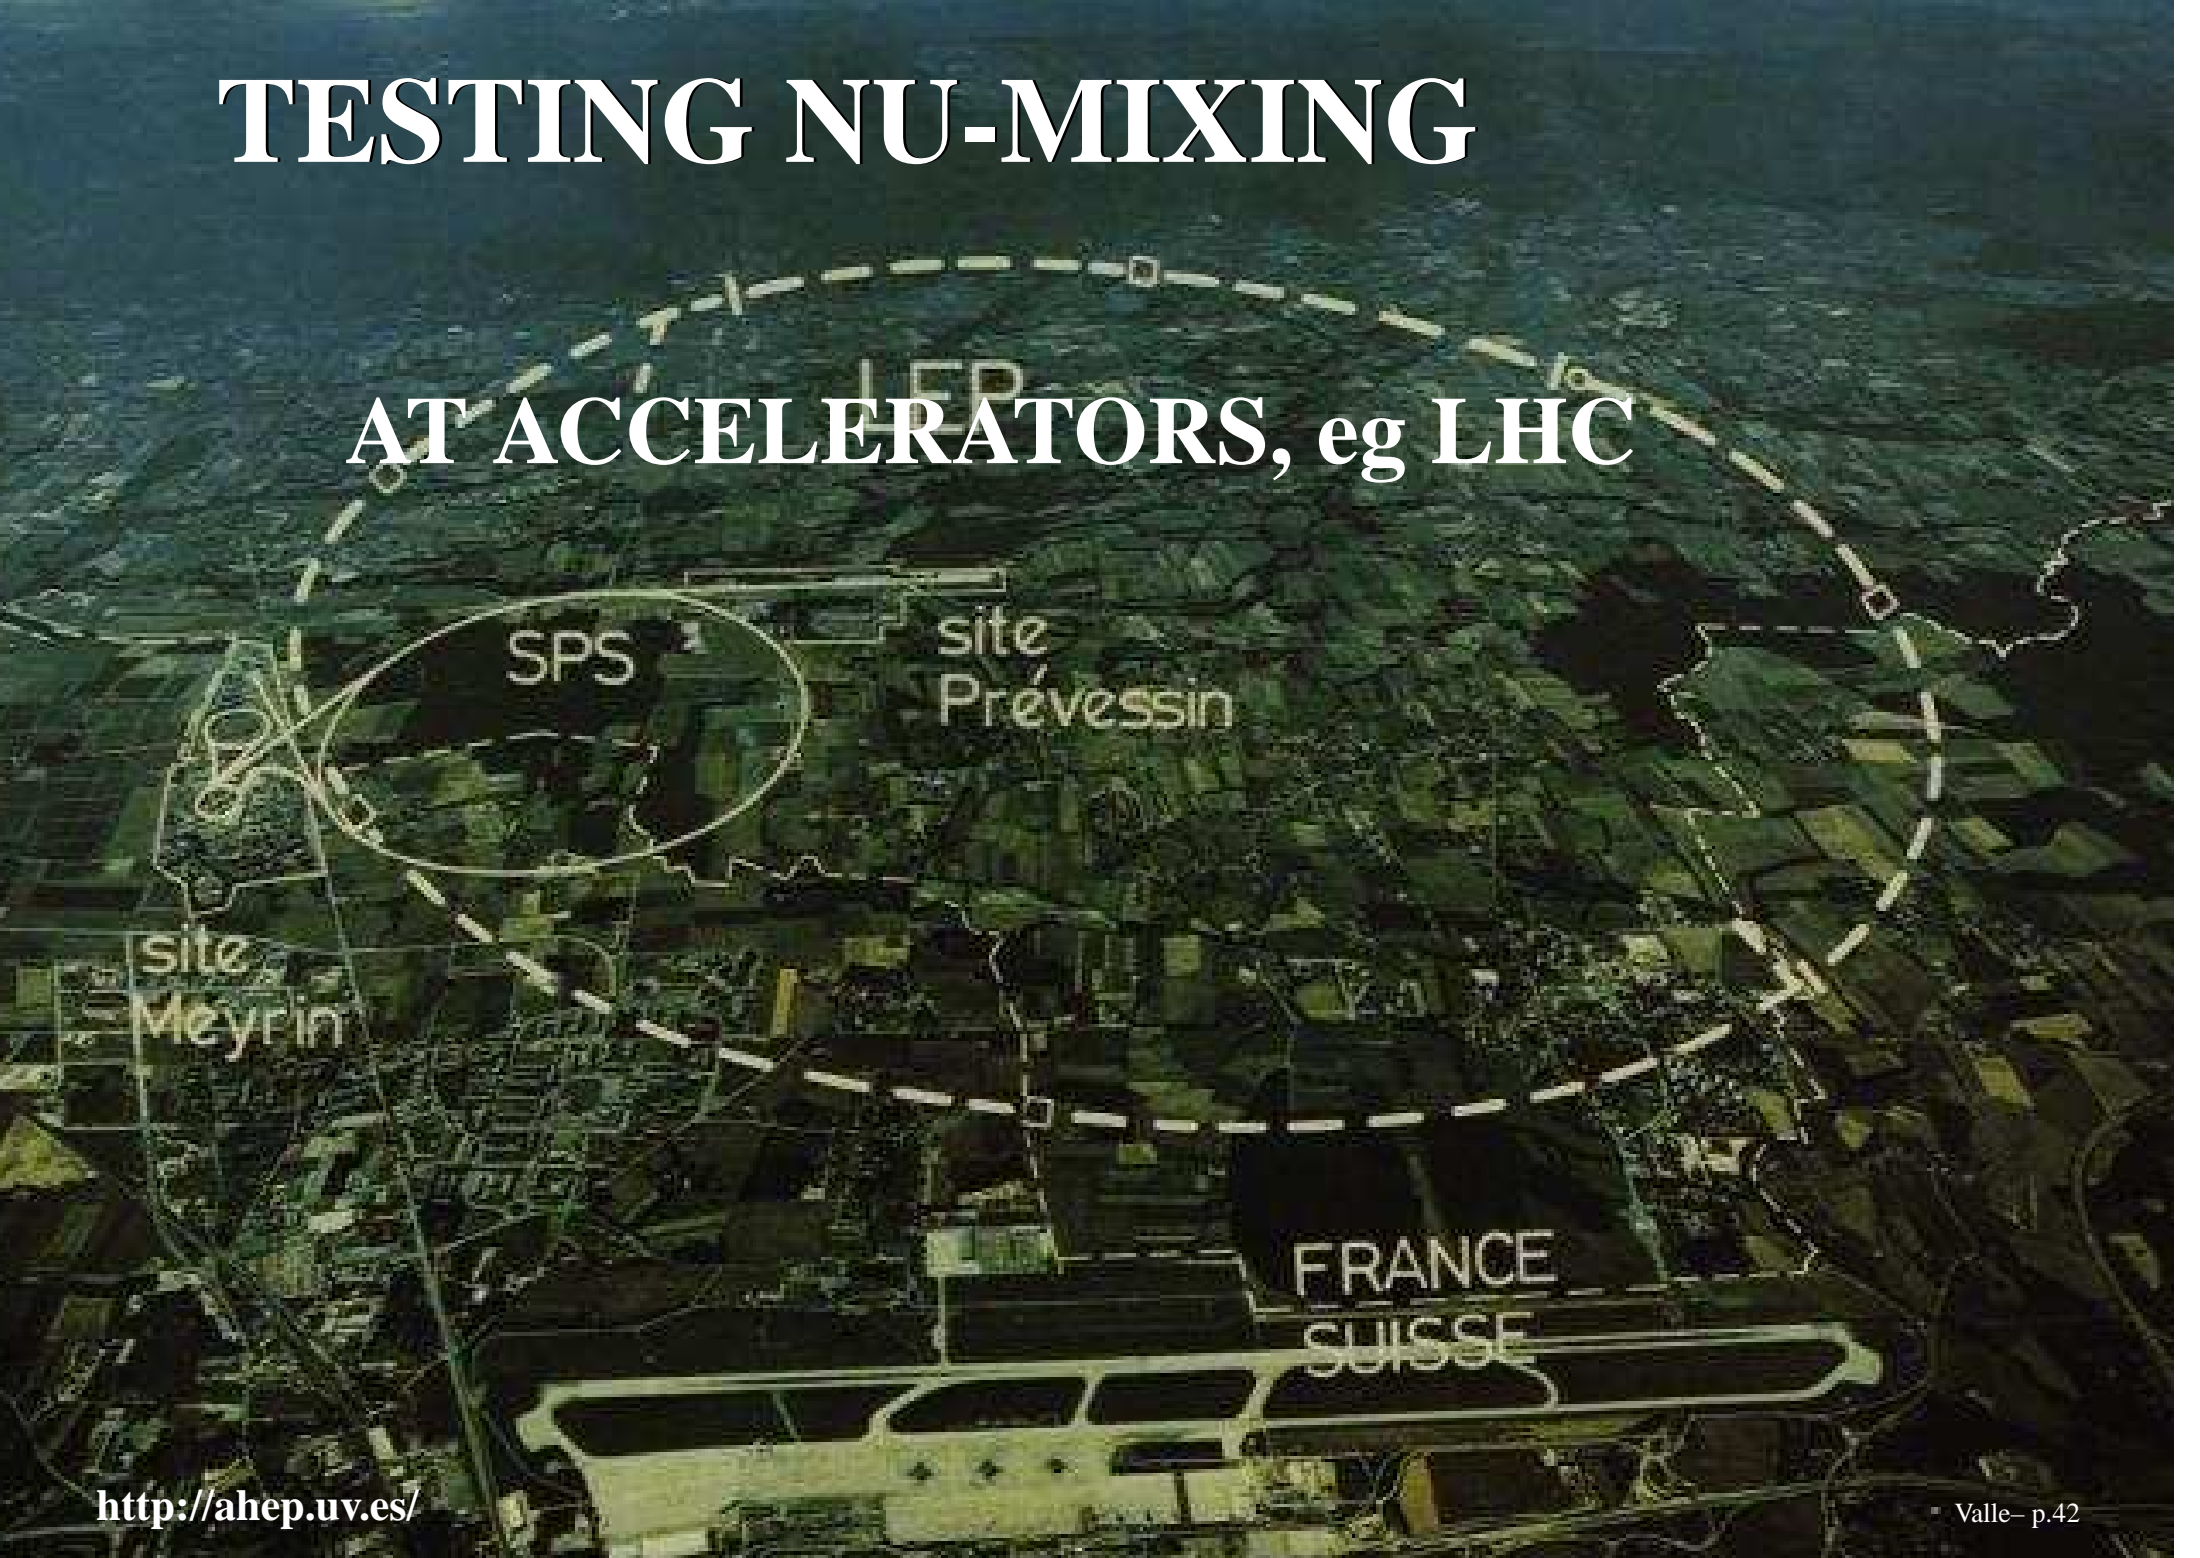 TESTING NU-MIXING
LEP
AT ACCELERATORS, eg LHC
SPS
site
Prévessin
site
Meyrin
FRANCE
SUISSE
http://ahep.uv.es/
Valle– p.42